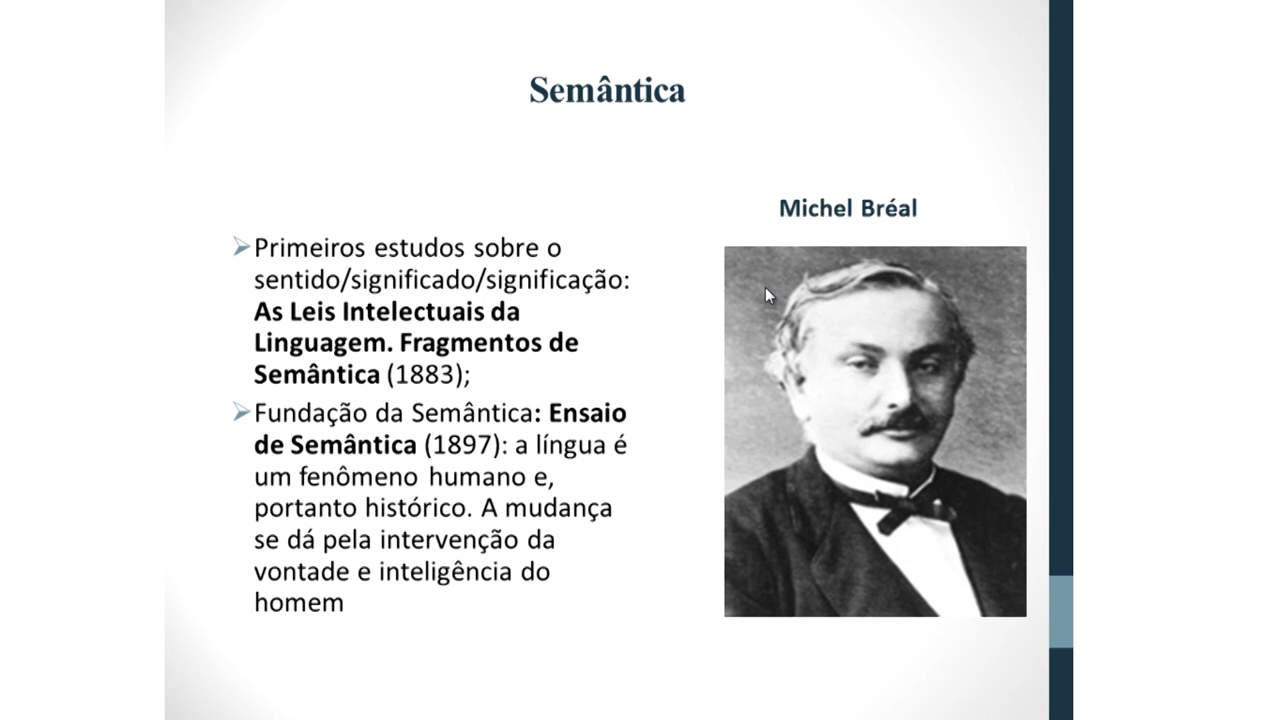 Semântica
Michel Bréal
Primeiros estudos sobre o
sentido/significado/significação:
As Leis Intelectuais da
Linguagem. Fragmentos de
Semântica (1883);
Fundação da Semântica: Ensaio
de Semântica (1897): a língua é
um fenômeno humano e,
portanto histórico. A mudança
se dá pela intervenção da
vontade e inteligência do
homem